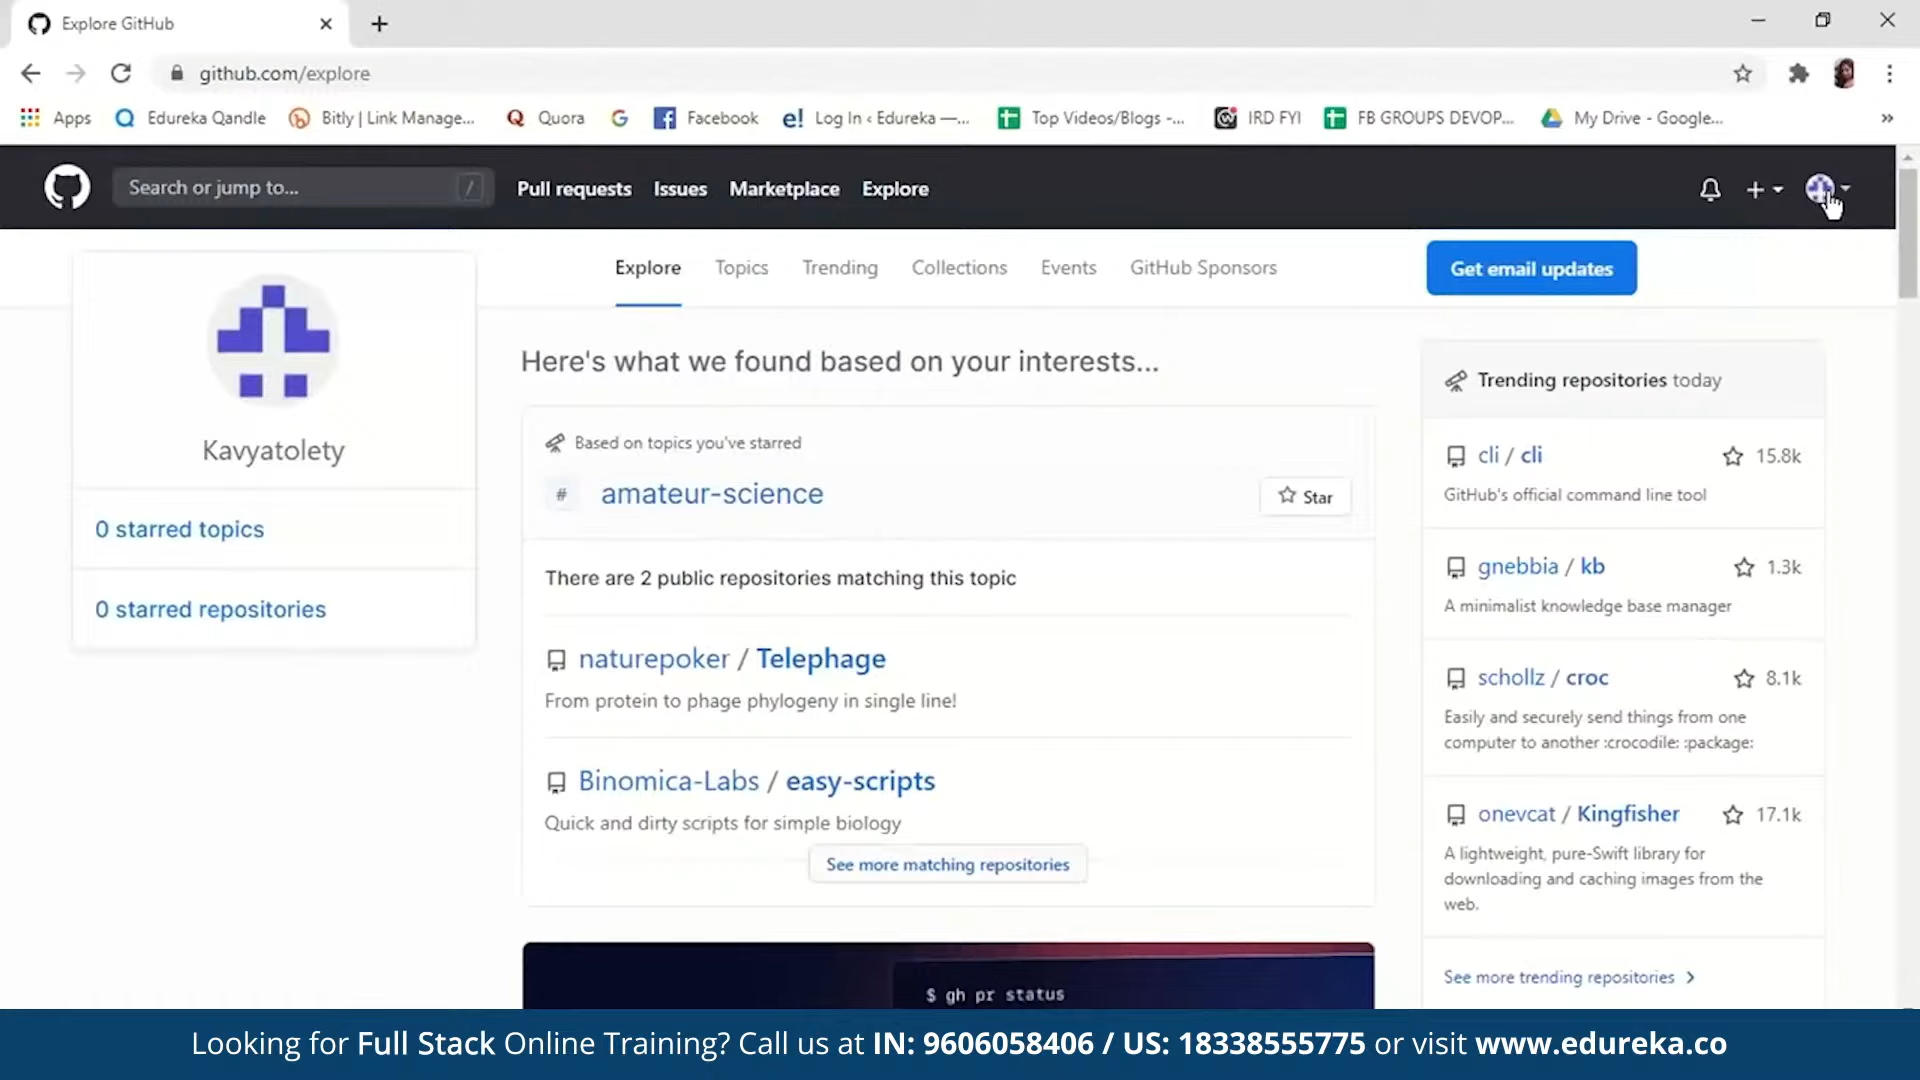 Explore GitHub
github.com/explore
Apps Edureka Qandle Bitly | Link Manage... Quora Facebook Log In ‹ Edureka —... Top Videos/Blogs -... IRD FYI FB GROUPS DEVOP... My Drive - Google... »
Search or jump to... / Pull requests Issues Marketplace Explore
Explore Topics Trending Collections Events GitHub Sponsors Get email updates
Kavyatolety
0 starred topics
0 starred repositories
Here's what we found based on your interests...
Based on topics you've starred
# amateur-science Star
There are 2 public repositories matching this topic
naturepoker / Telephage
From protein to phage phylogeny in single line!
Binomica-Labs / easy-scripts
Quick and dirty scripts for simple biology
See more matching repositories
$ gh pr status
Trending repositories today
cli / cli 15.8k
GitHub's official command line tool
gnebbia / kb 1.3k
A minimalist knowledge base manager
schollz / croc 8.1k
Easily and securely send things from one
computer to another :crocodile: :package:
onevcat / Kingfisher 17.1k
A lightweight, pure-Swift library for
downloading and caching images from the
web.
See more trending repositories
Looking for Full Stack Online Training? Call us at IN: 9606058406 / US: 18338555775 or visit www.edureka.co